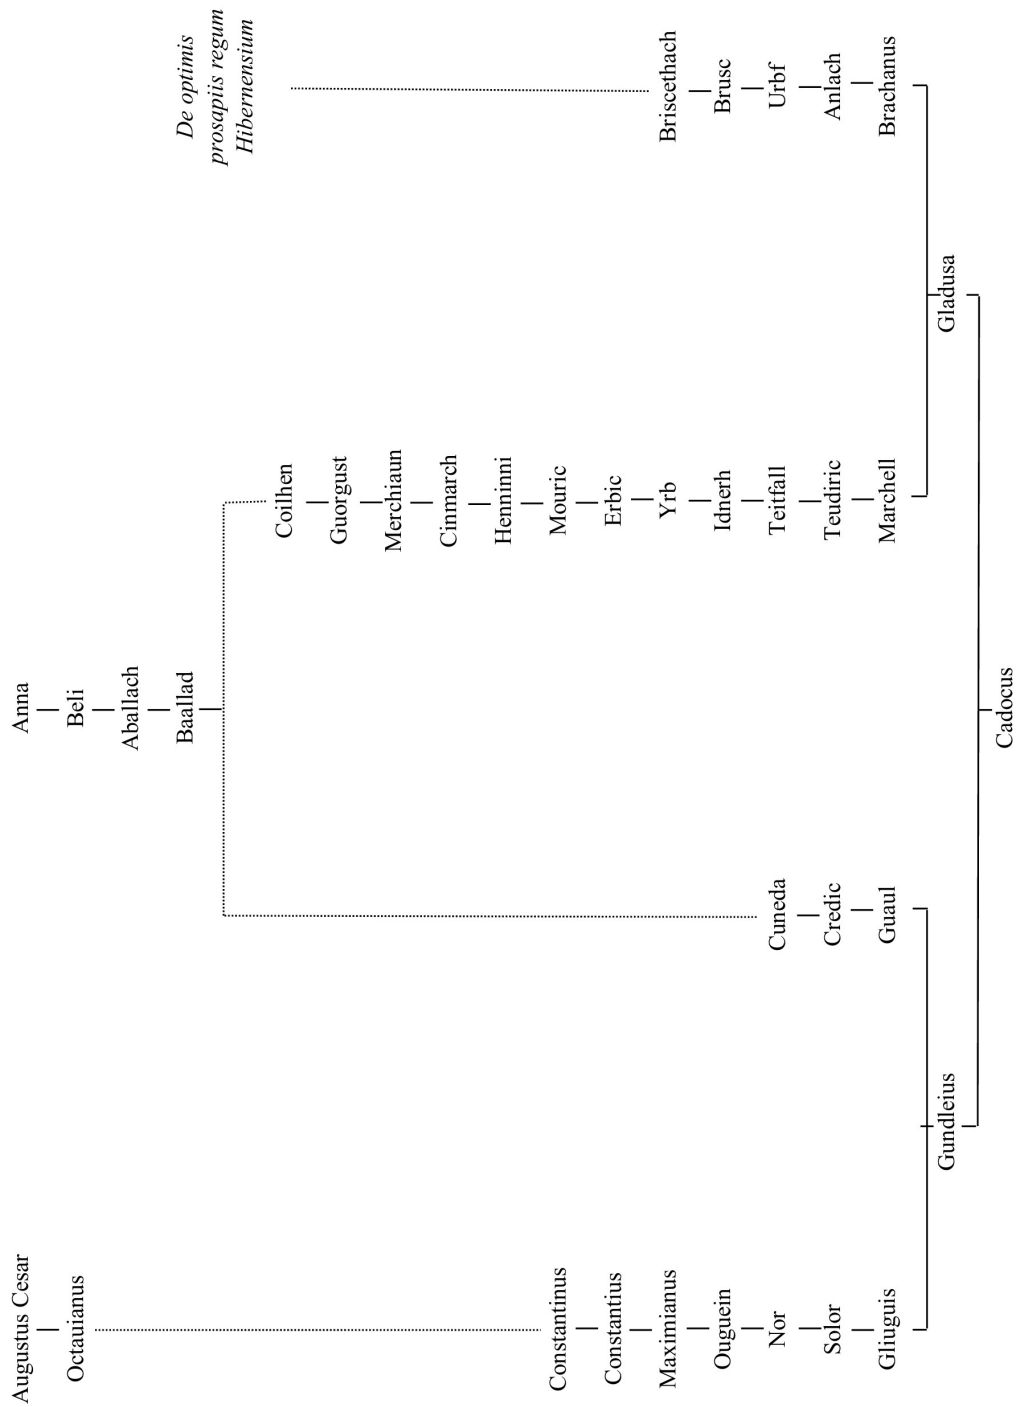 Augustus Cesar
Octauianus
Constantinus
Constantius
Maximianus
Ouguein
Nor
Solor
Gliuguis
Anna
Beli
Aballach
Baallad
Cuneda
Credic
Guaul
Coilhen
Guorgust
Merchiaun
Cinmarch
Henninni
Mouric
Erbic
Yrb
Idnerh
Teitfall
Teudiric
Marchell
De optimis
prosapiis regum
Hibernensium
Briscethach
Brusc
Urbf
Anlach
Brachanus
Gundleius
Gladusa
Cadocus